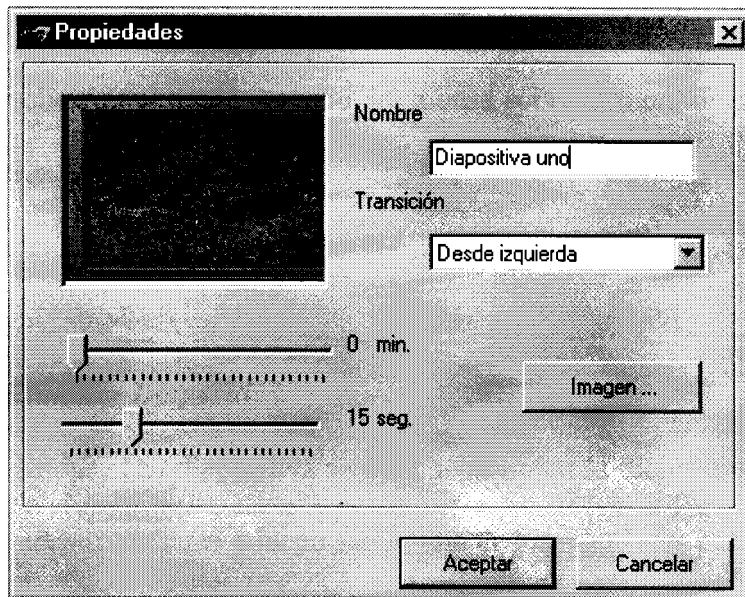 Propiedades
Nombre
Diapositiva uno
Transición
Desde izquierda
0 min.
Imagen ...
15 seg.
Aceptar
Cancelar